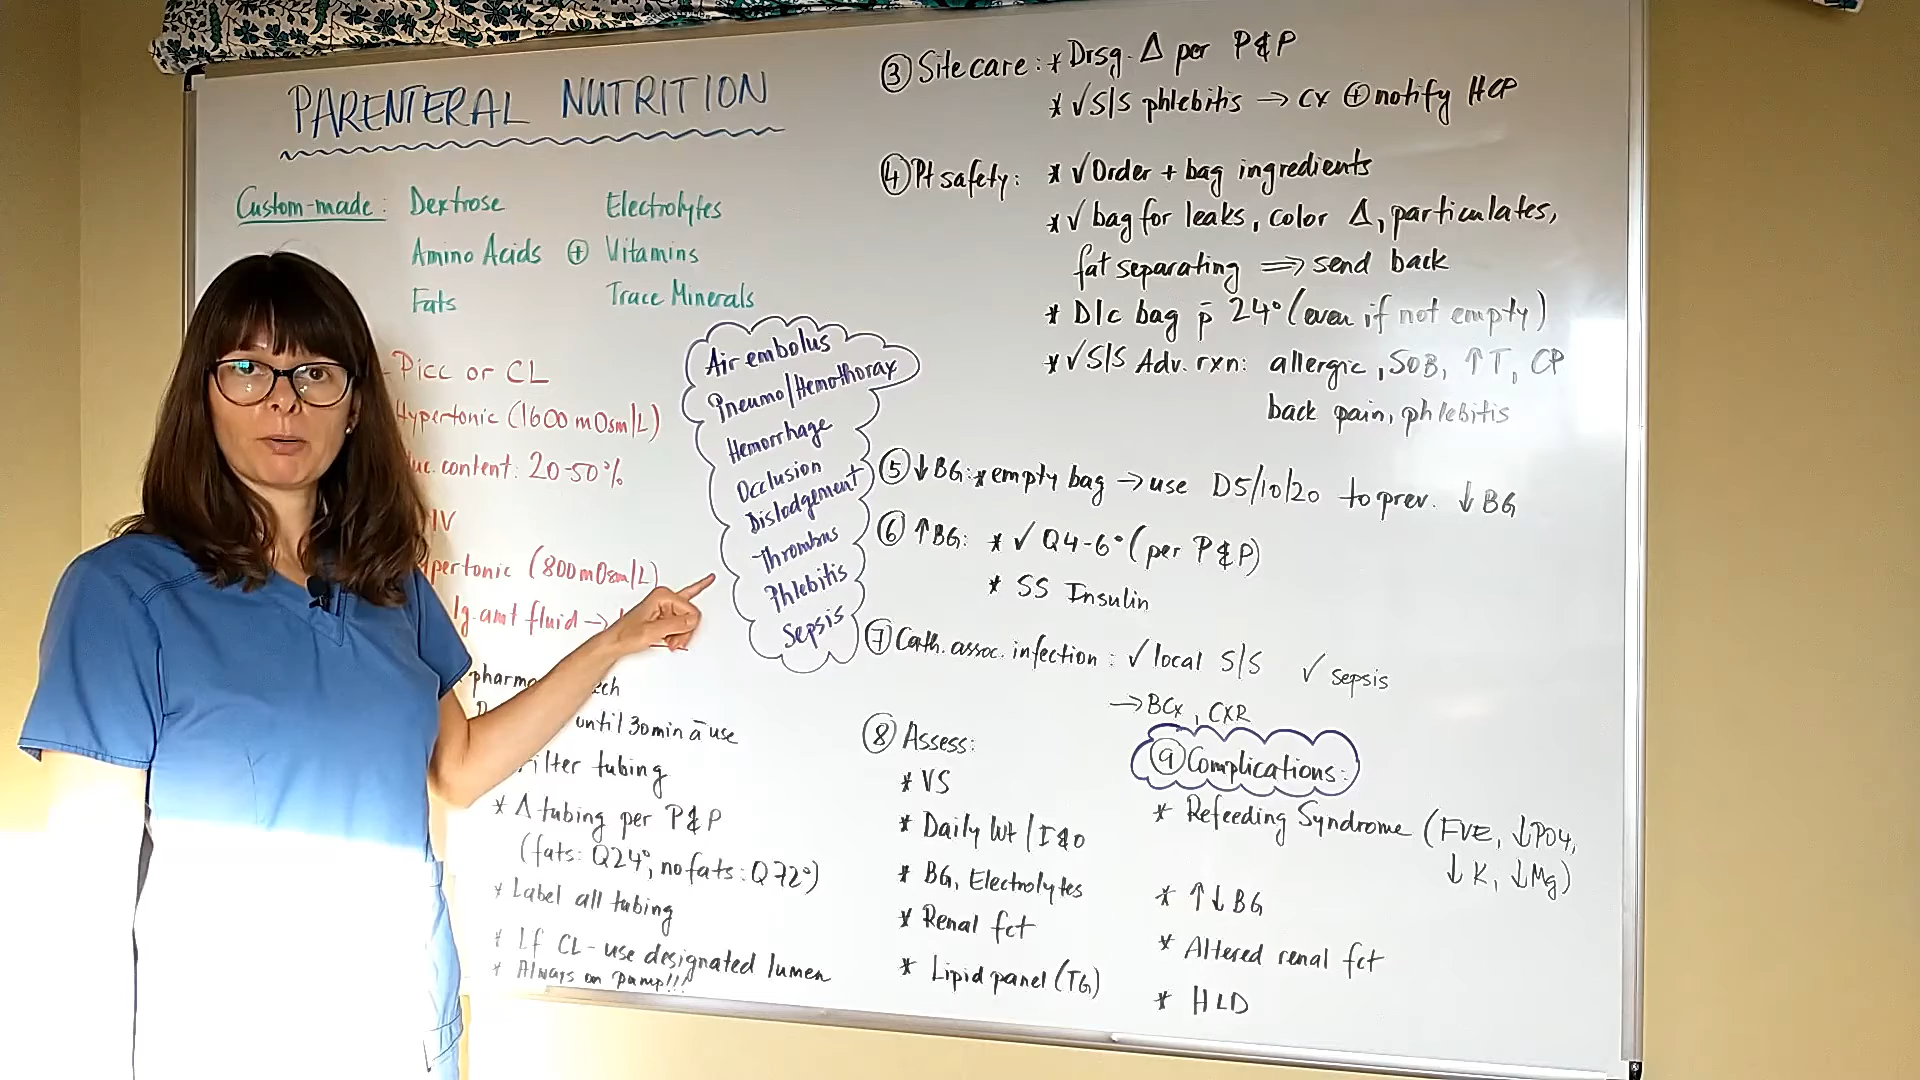 PARENTERAL NUTRITION
Custom-made: Dextrose Electrolytes
Amino Acids ⊕ Vitamins
Fats Trace Minerals
- Picc or CL
Hypertonic (1600 mOsm/L)
content: 20-50%
IV
pertonic (800 mOsm/L)
lg. amt fluid →
until 30min ā use
filter tubing
* Δ tubing per P&P
(fats: Q24°, no fats: Q72°)
* Label all tubing
* If CL - use designated lumen
* Always on pump!!!
Air embolus
Pneumo/Hemothorax
Hemorrhage
Occlusion
Dislodgement
Thrombus
Phlebitis
Sepsis
③ Site care: * Drsg. Δ per P&P
* √ S/S phlebitis → cx ⊕ notify HCP
④ Pt safety: * √ Order + bag ingredients
* √ bag for leaks, color Δ, particulates,
fat separating ⇒ send back
* D/c bag p̄ 24° (even if not empty)
* √ S/S Adv. rxn: allergic, SOB, ↑T, CP
back pain, phlebitis
⑤ ↓BG: * empty bag → use D5/10/20 to prev. ↓BG
⑥ ↑BG: * √ Q4-6° (per P&P)
* SS Insulin
⑦ Cath. assoc. infection: √ local S/S √ sepsis
→ BCx, CXR
⑧ Assess:
* VS
* Daily Wt / I&O
* BG, Electrolytes
* Renal fct
* Lipid panel (TG)
⑨ Complications:
* Refeeding Syndrome (FVE, ↓PO4,
↓K, ↓Mg)
* ↑↓BG
* Altered renal fct
* HLD